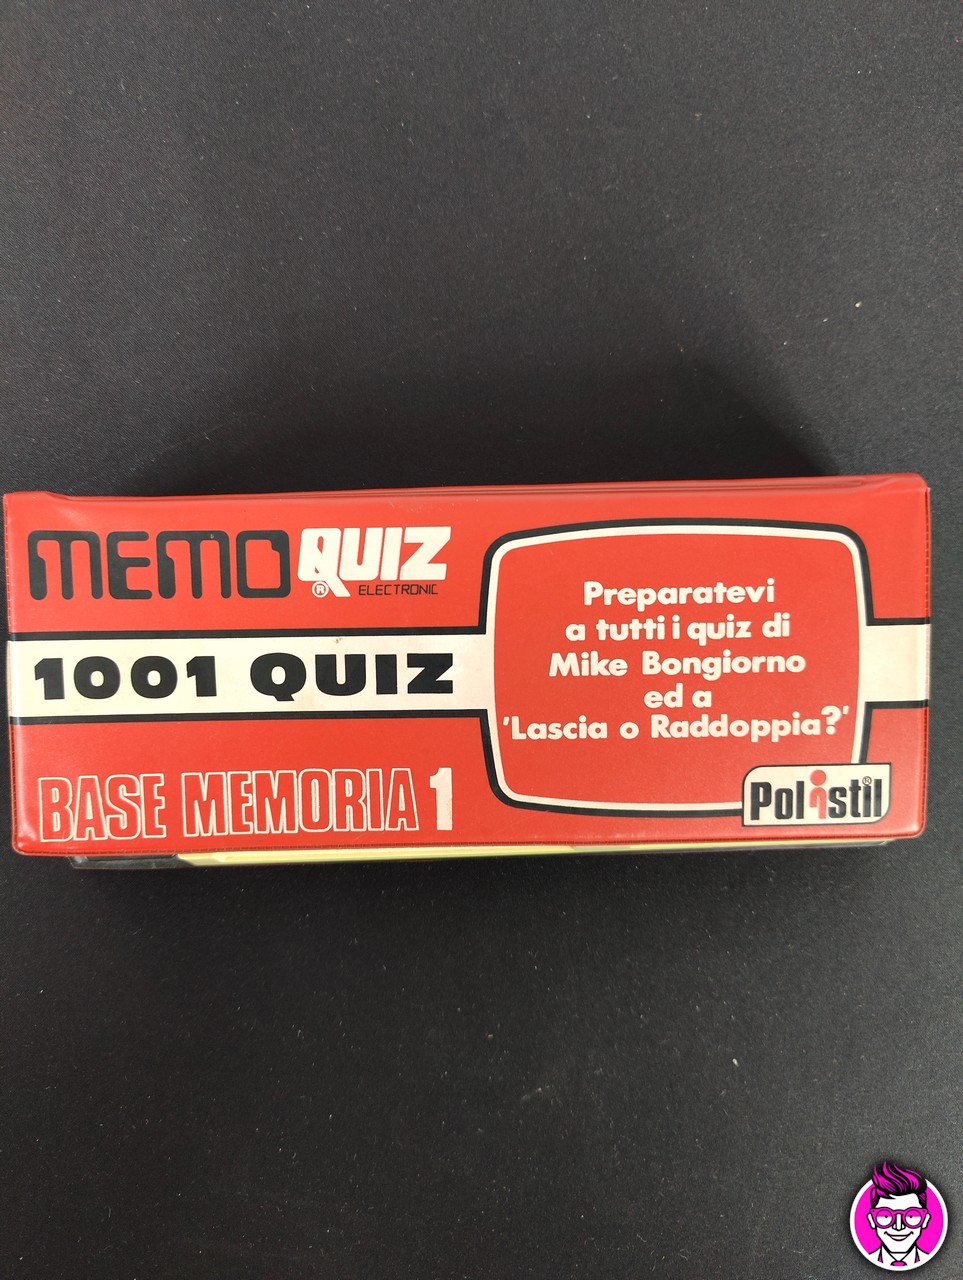 MEMO QUIZ
® ELECTRONIC
1001 QUIZ
BASE MEMORIA 1
Preparatevi
a tutti i quiz di
Mike Bongiorno
ed a
'Lascia o Raddoppia?'
Polistil®